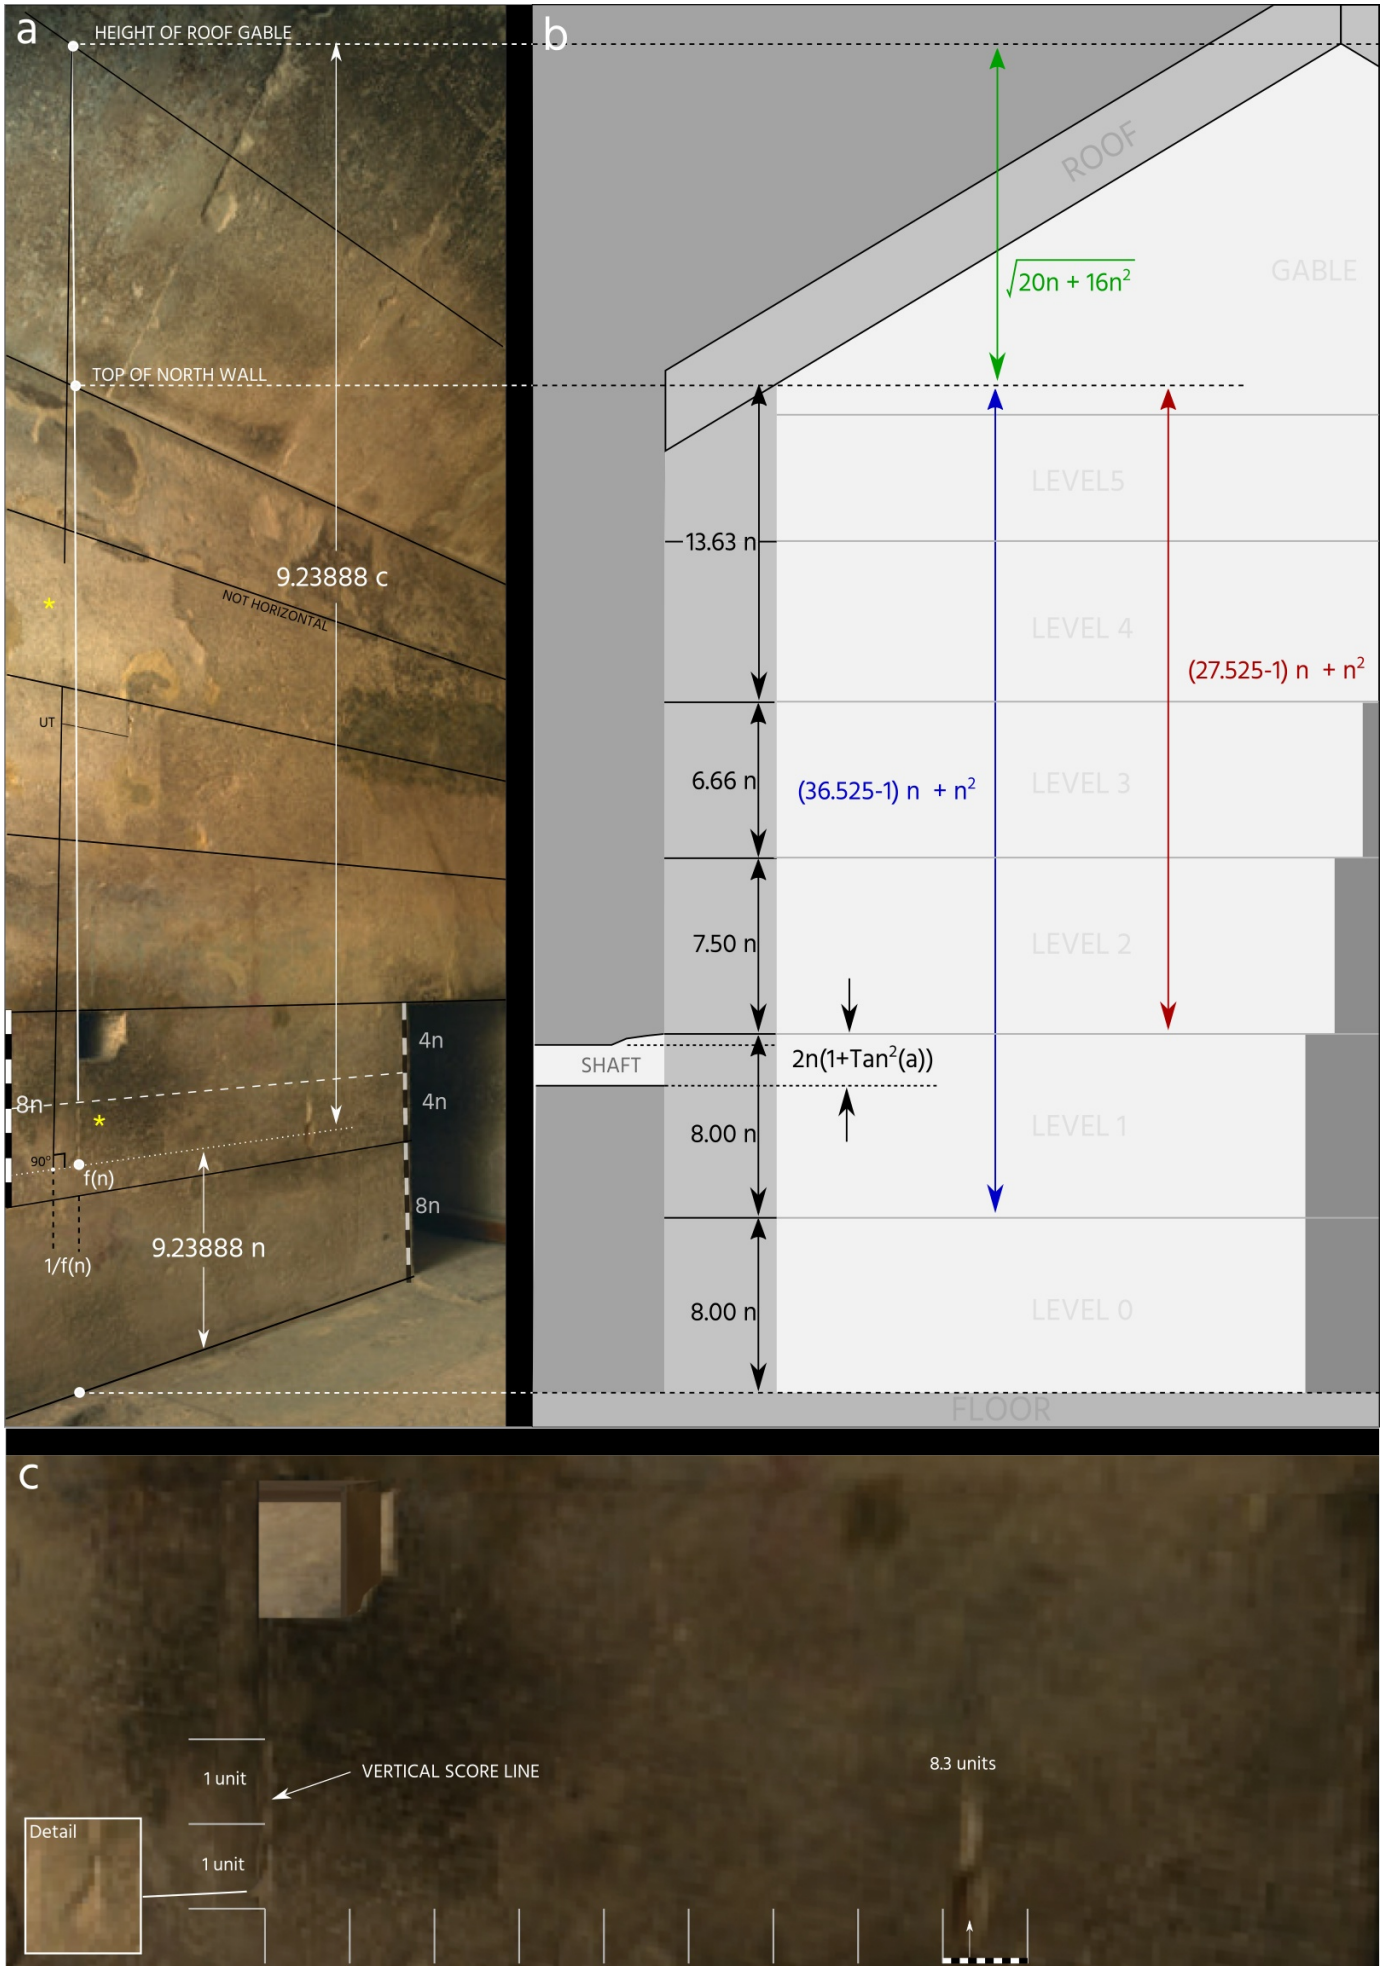 a
HEIGHT OF ROOF GABLE
TOP OF NORTH WALL
9.23888 c
NOT HORIZONTAL
*
UT
4n
8n
4n
*
90°
f(n)
8n
9.23888 n
1/f(n)
b
ROOF
√20n + 16n²
GABLE
LEVEL5
13.63 n
LEVEL 4
(27.525-1) n + n²
6.66 n
(36.525-1) n + n²
LEVEL 3
7.50 n
LEVEL 2
SHAFT
2n(1+Tan²(a))
8.00 n
LEVEL 1
8.00 n
LEVEL 0
FLOOR
c
1 unit
VERTICAL SCORE LINE
8.3 units
Detail
1 unit